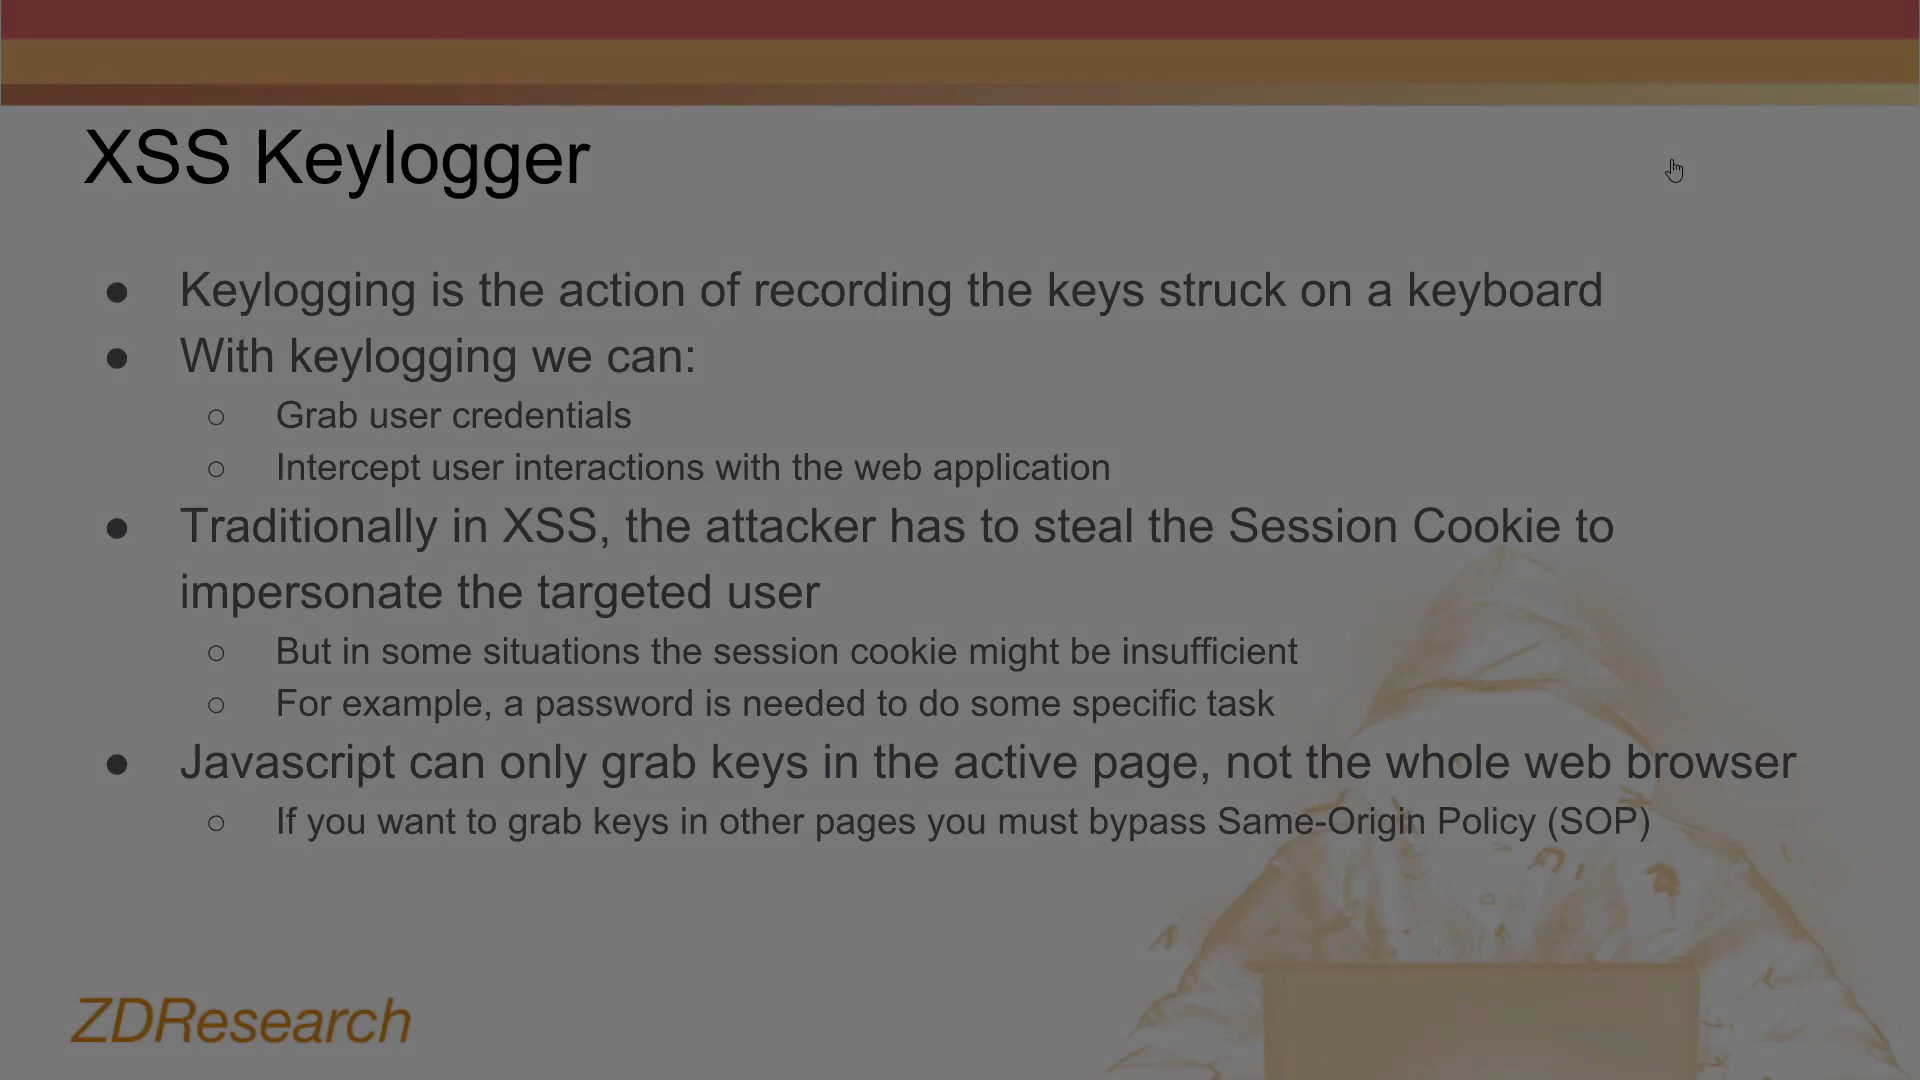 XSS Keylogger
● Keylogging is the action of recording the keys struck on a keyboard
● With keylogging we can:
○ Grab user credentials
○ Intercept user interactions with the web application
● Traditionally in XSS, the attacker has to steal the Session Cookie to
impersonate the targeted user
○ But in some situations the session cookie might be insufficient
○ For example, a password is needed to do some specific task
● Javascript can only grab keys in the active page, not the whole web browser
○ If you want to grab keys in other pages you must bypass Same-Origin Policy (SOP)
ZDResearch